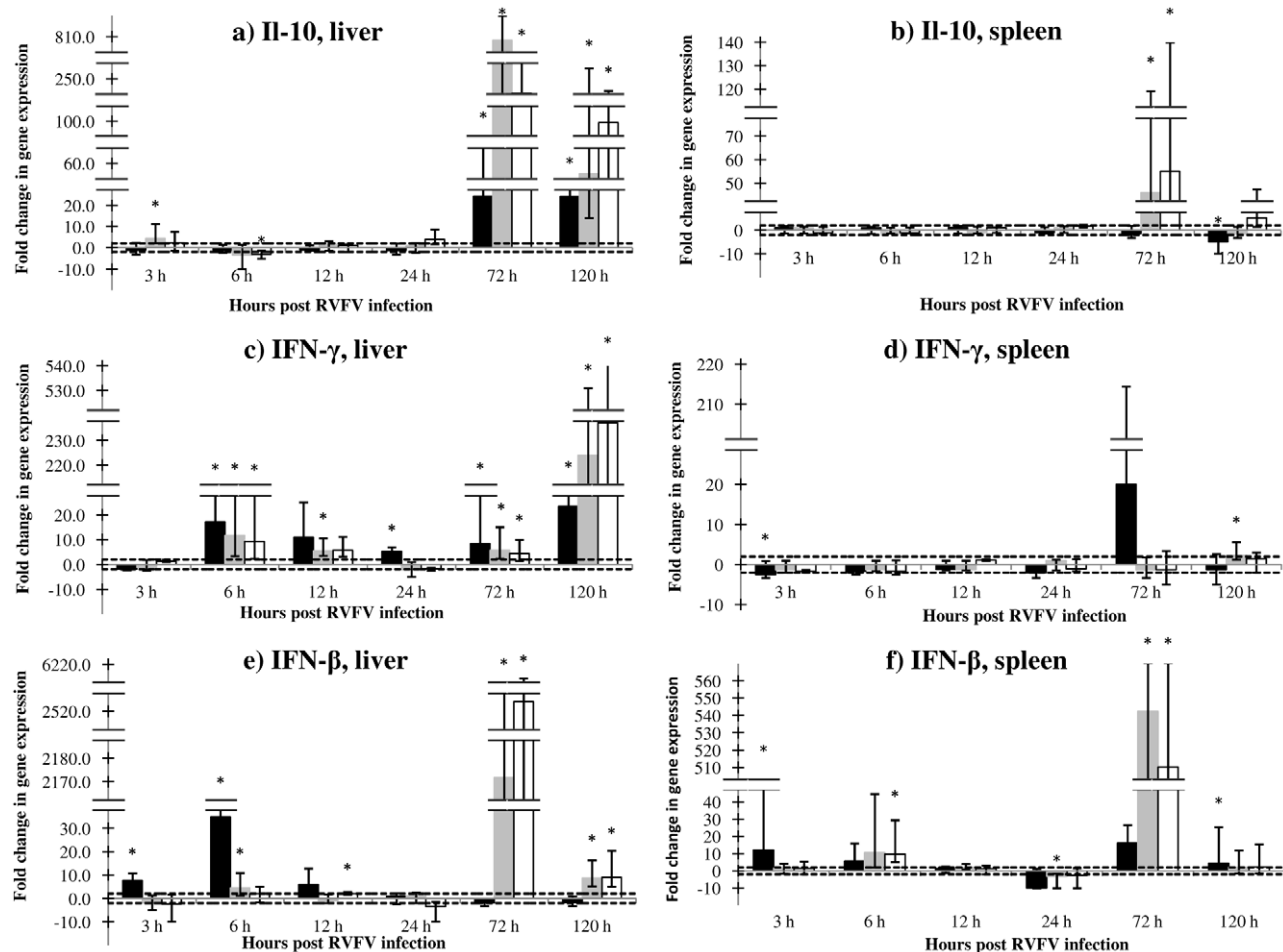 a) Il-10, liver
Fold change in gene expression
810.0
250.0
100.0
60.0
20.0
10.0
0.0
-10.0
* * * * * * * *
3 h 6 h 12 h 24 h 72 h 120 h
Hours post RVFV infection
b) Il-10, spleen
Fold change in gene expression
140
130
120
70
60
50
0
-10
* * *
3 h 6 h 12 h 24 h 72 h 120 h
Hours post RVFV infection
c) IFN-γ, liver
Fold change in gene expression
540.0
530.0
230.0
220.0
20.0
10.0
0.0
-10.0
* * * * * * * * * * *
3 h 6 h 12 h 24 h 72 h 120 h
Hours post RVFV infection
d) IFN-γ, spleen
Fold change in gene expression
220
210
20
10
0
-10
* *
3 h 6 h 12 h 24 h 72 h 120 h
Hours post RVFV infection
e) IFN-β, liver
Fold change in gene expression
6220.0
2520.0
2180.0
2170.0
30.0
20.0
10.0
0.0
-10.0
* * * * * * * *
3 h 6 h 12 h 24 h 72 h 120 h
Hours post RVFV infection
f) IFN-β, spleen
Fold change in gene expression
560
550
540
530
520
510
40
30
20
10
0
-10
* * * * * *
3 h 6 h 12 h 24 h 72 h 120 h
Hours post RVFV infection